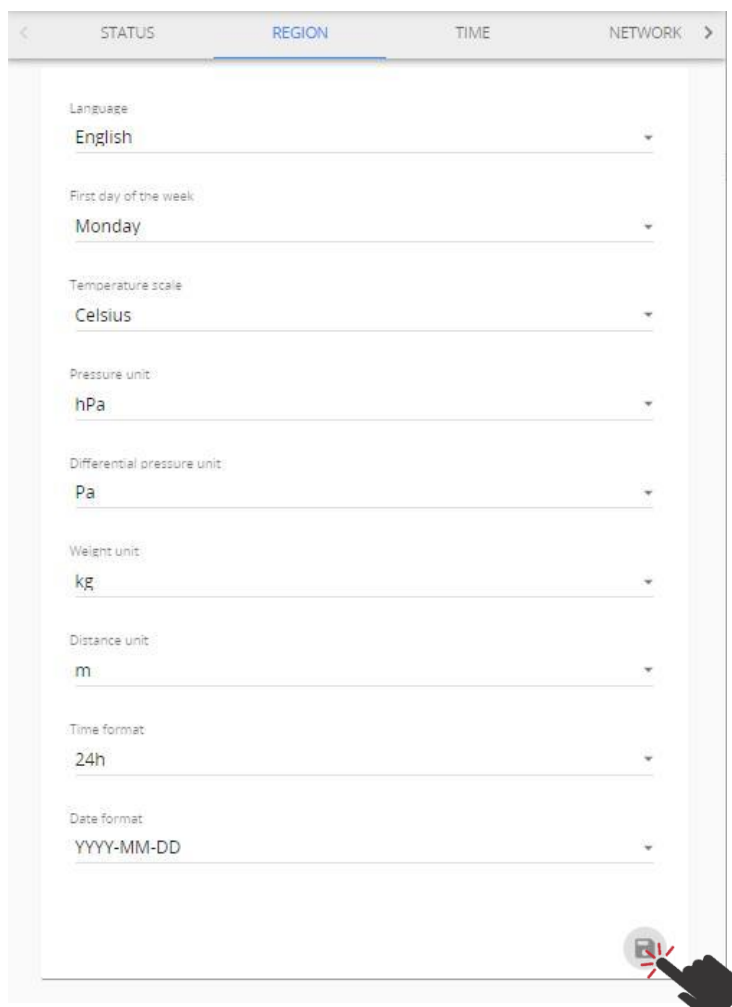 STATUS REGION TIME NETWORK
Language
English
First day of the week
Monday
Temperature scale
Celsius
Pressure unit
hPa
Differential pressure unit
Pa
Weight unit
kg
Distance unit
m
Time format
24h
Date format
YYYY-MM-DD